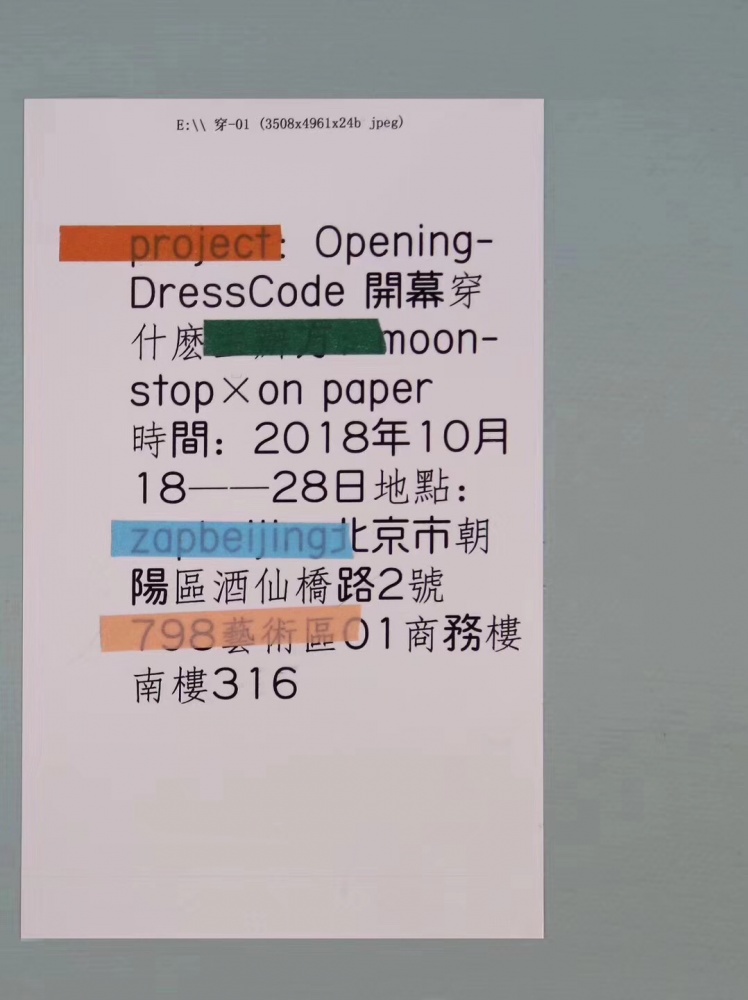 E:\\ 穿-01 (3508x4961x24b jpeg)
project: Opening-
DressCode 開幕穿
什麽主辦方：moon-
stop×on paper
時間：2018年10月
18——28日地點：
zapbeijing北京市朝
陽區酒仙橋路2號
798藝術區01商務樓
南樓316